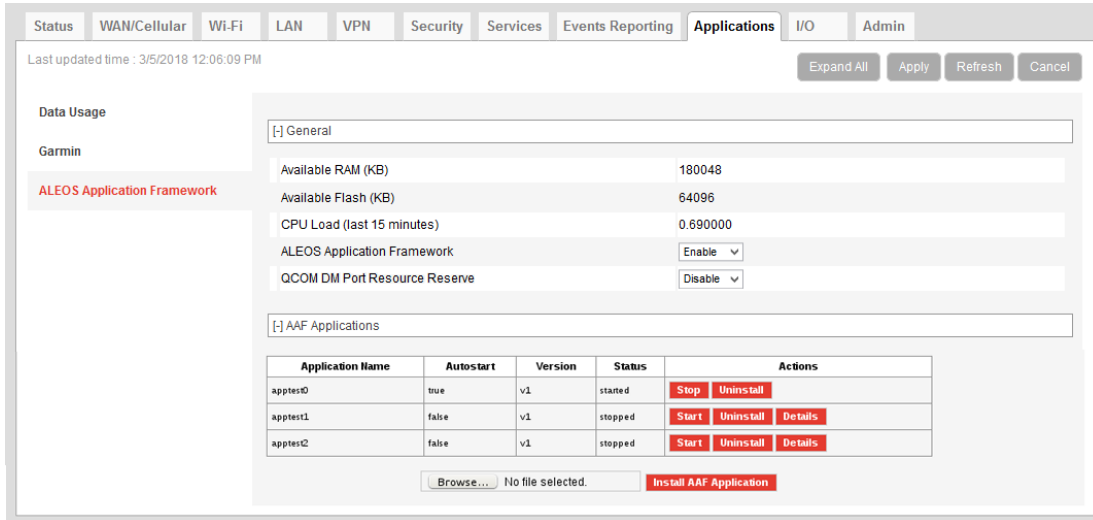 Status WAN/Cellular Wi-Fi LAN VPN Security Services Events Reporting Applications I/O Admin
Last updated time : 3/5/2018 12:06:09 PM
Expand All Apply Refresh Cancel
Data Usage
Garmin
ALEOS Application Framework
[-] General
Available RAM (KB) 180048
Available Flash (KB) 64096
CPU Load (last 15 minutes) 0.690000
ALEOS Application Framework Enable
QCOM DM Port Resource Reserve Disable
[-] AAF Applications
Application Name Autostart Version Status Actions
apptest0 true v1 started Stop Uninstall
apptest1 false v1 stopped Start Uninstall Details
apptest2 false v1 stopped Start Uninstall Details
Browse... No file selected. Install AAF Application